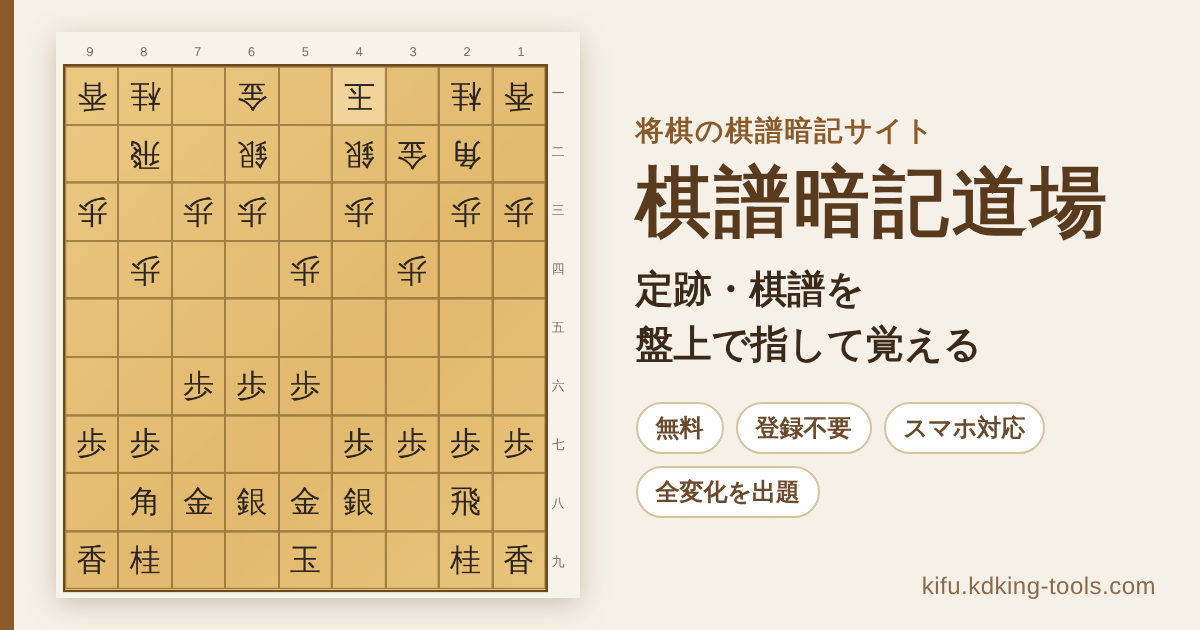 9 8 7 6 5 4 3 2 1
香 桂 金 王 桂 香 一
飛 銀 銀 金 角 二
歩 歩 歩 歩 歩 歩 三
歩 歩 歩 四
五
歩 歩 歩 六
歩 歩 歩 歩 歩 歩 七
角 金 銀 金 銀 飛 八
香 桂 玉 桂 香 九
将棋の棋譜暗記サイト
棋譜暗記道場
定跡・棋譜を
盤上で指して覚える
無料 登録不要 スマホ対応
全変化を出題
kifu.kdking-tools.com